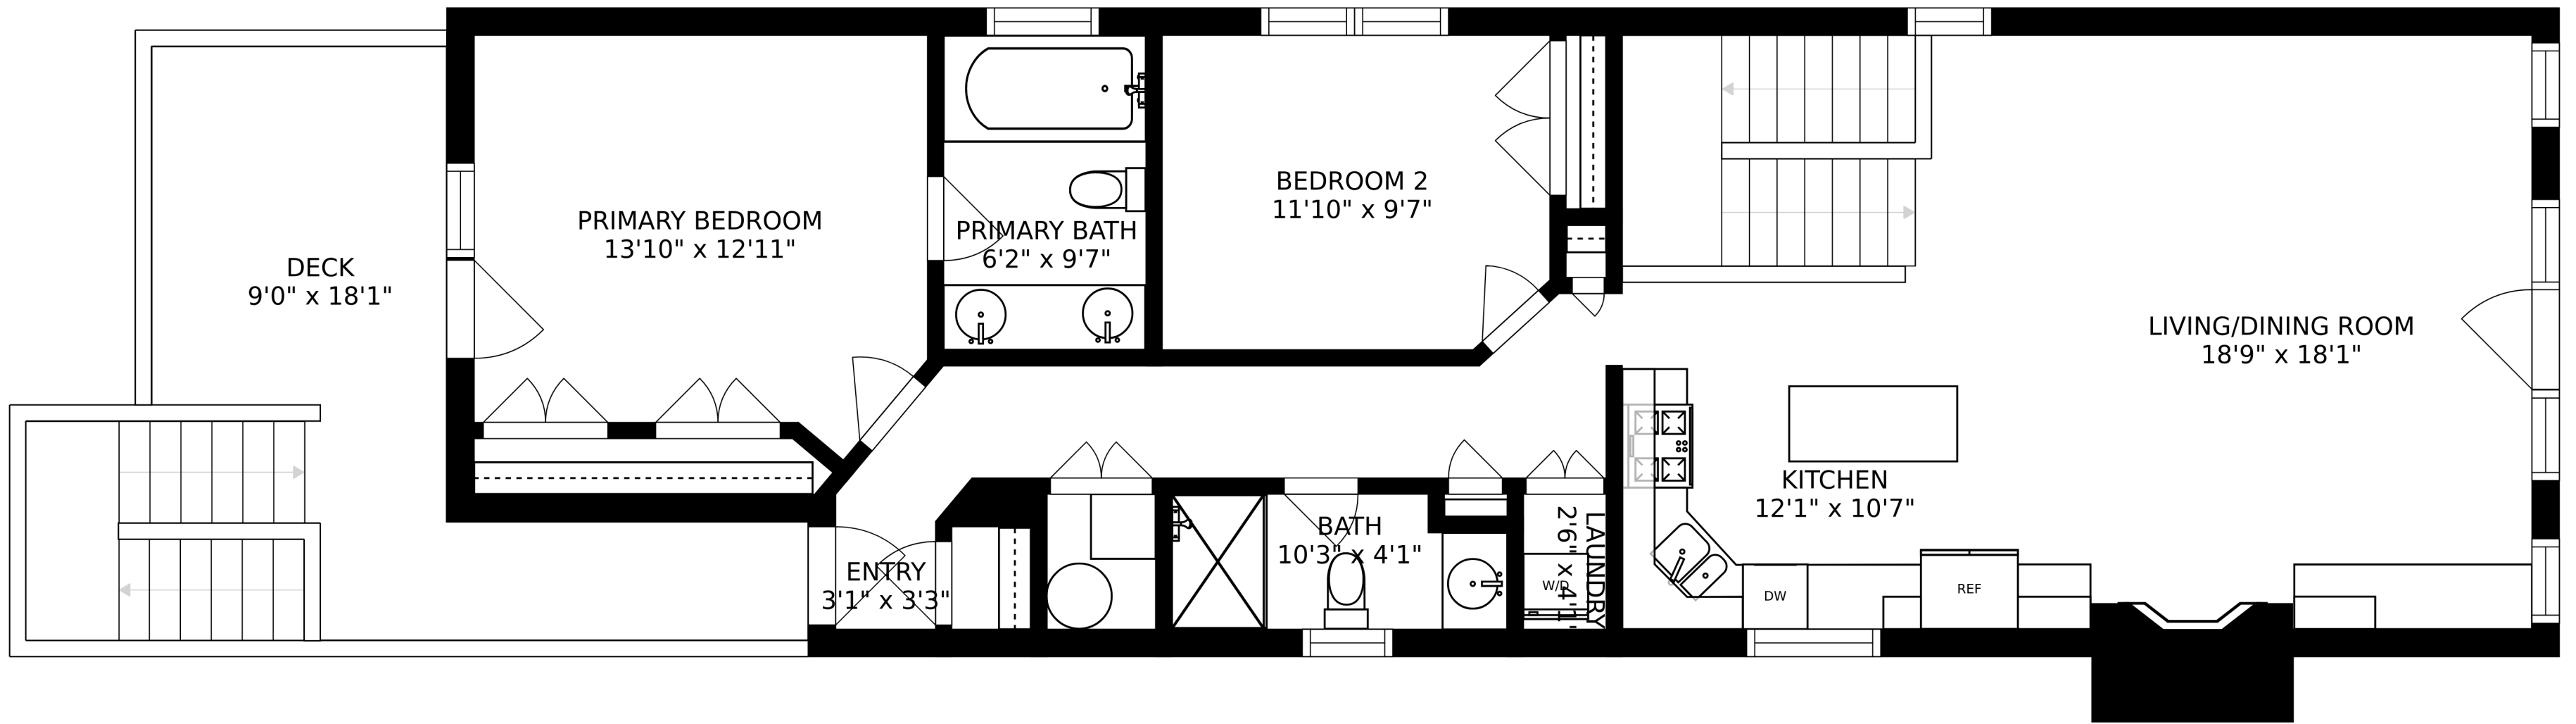 DECK
9'0" x 18'1"
PRIMARY BEDROOM
13'10" x 12'11"
PRIMARY BATH
6'2" x 9'7"
BEDROOM 2
11'10" x 9'7"
LIVING/DINING ROOM
18'9" x 18'1"
KITCHEN
12'1" x 10'7"
ENTRY
3'1" x 3'3"
BATH
10'3" x 4'1"
LAUNDRY
2'6" x 4'1"
W/D
DW
REF